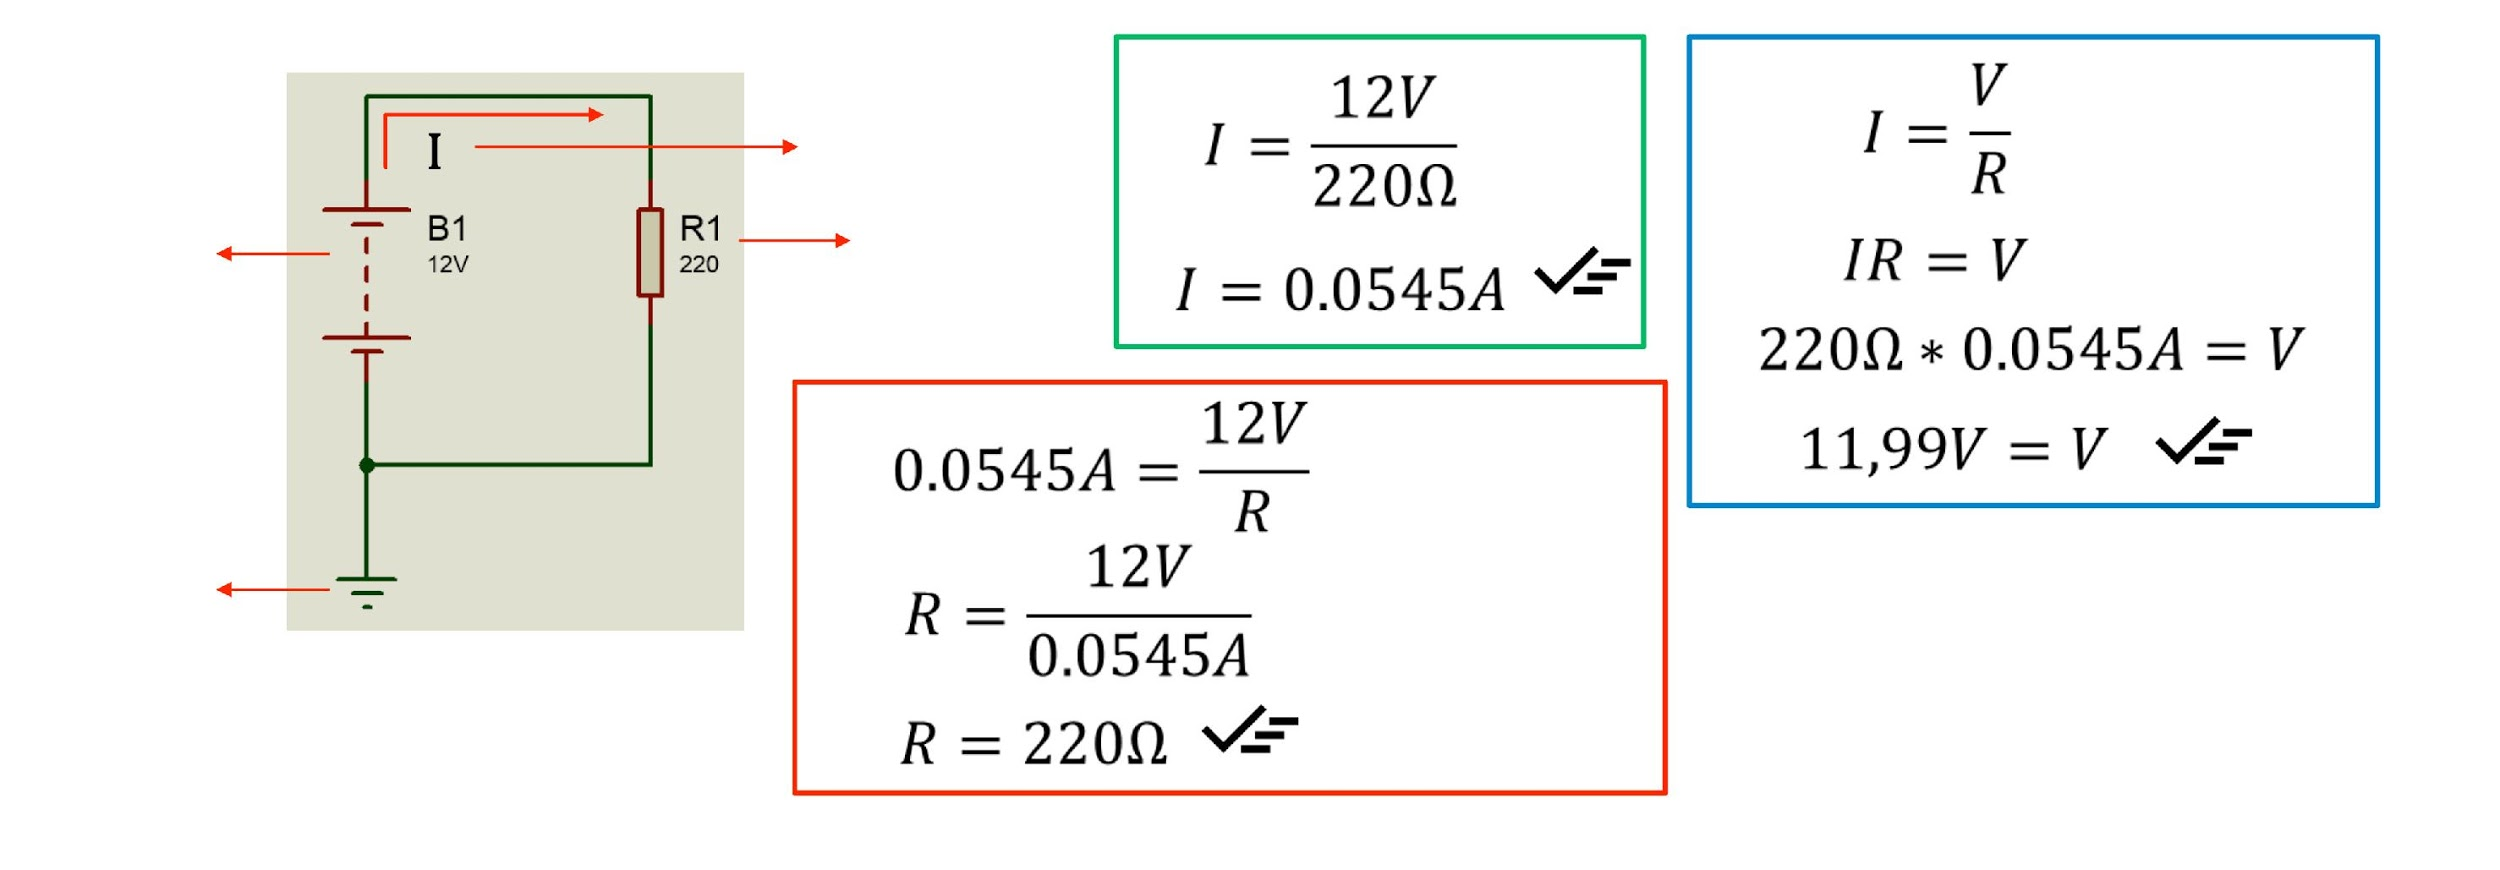 I
B1
12V
R1
220
I = 12V / 220Ω
I = 0.0545A
0.0545A = 12V / R
R = 12V / 0.0545A
R = 220Ω
I = V / R
IR = V
220Ω * 0.0545A = V
11,99V = V